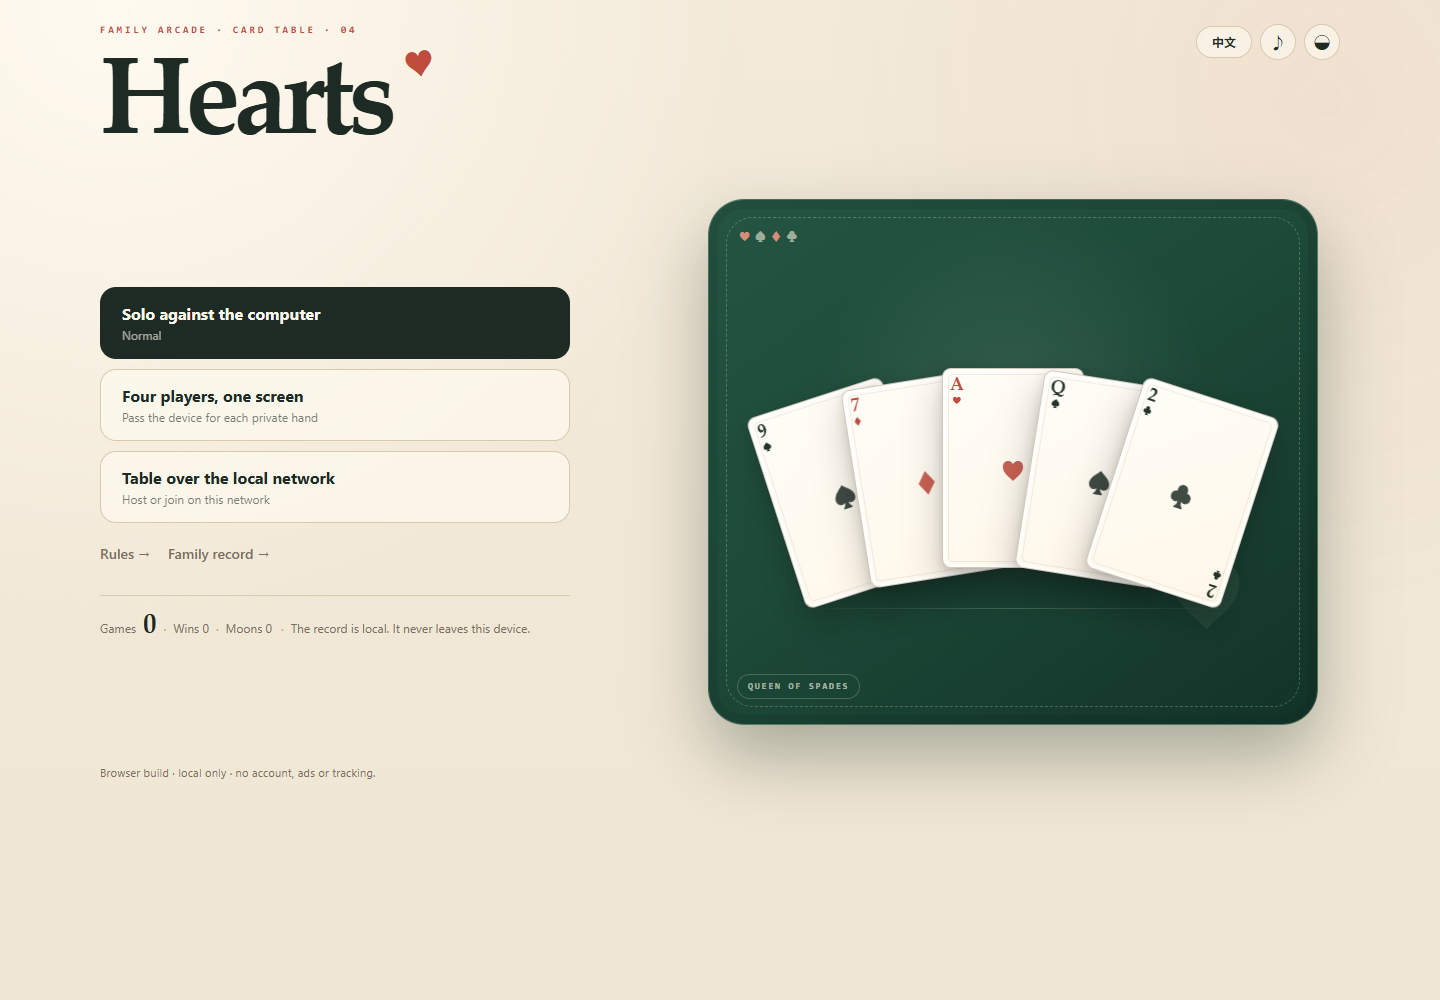 FAMILY ARCADE · CARD TABLE · 04
中文
Hearts
Solo against the computer
Normal
Four players, one screen
Pass the device for each private hand
Table over the local network
Host or join on this network
Rules → Family record →
Games 0 · Wins 0 · Moons 0 · The record is local. It never leaves this device.
Browser build · local only · no account, ads or tracking.
9
7
A
Q
2
2
QUEEN OF SPADES